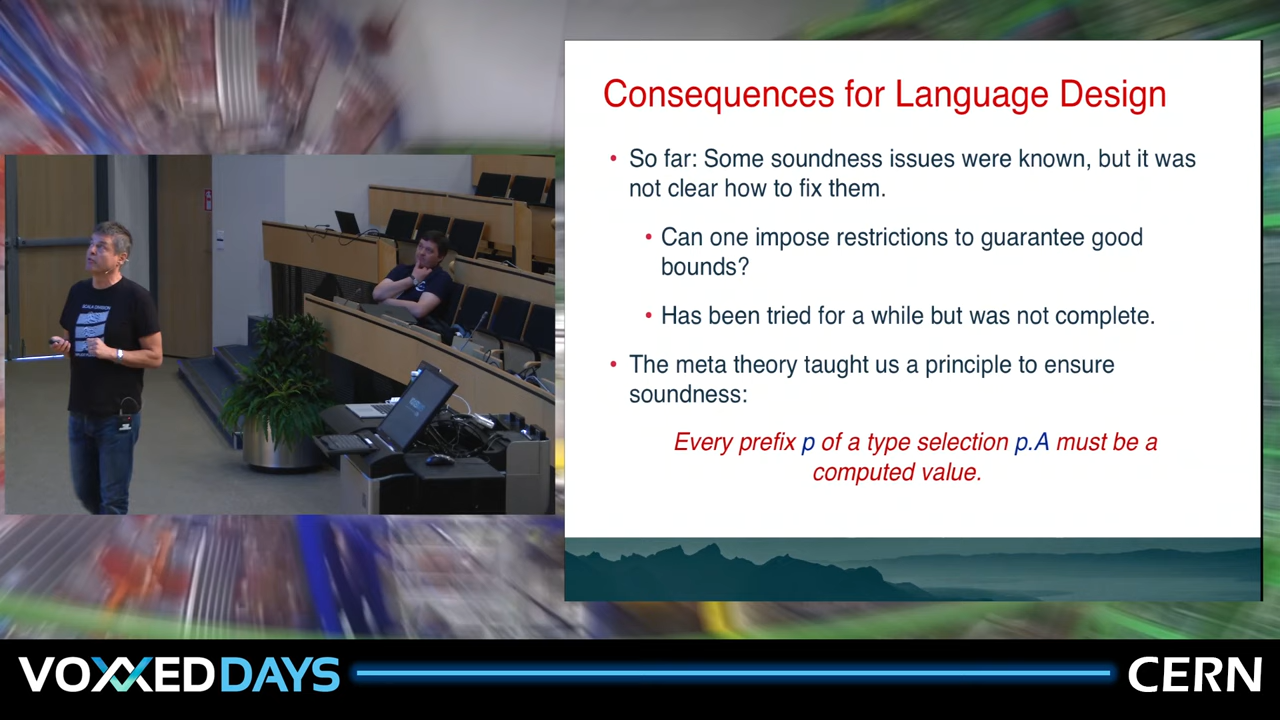 Consequences for Language Design
• So far: Some soundness issues were known, but it was
not clear how to fix them.
• Can one impose restrictions to guarantee good
bounds?
• Has been tried for a while but was not complete.
• The meta theory taught us a principle to ensure
soundness:
Every prefix p of a type selection p.A must be a
computed value.
VOXXED DAYS
CERN